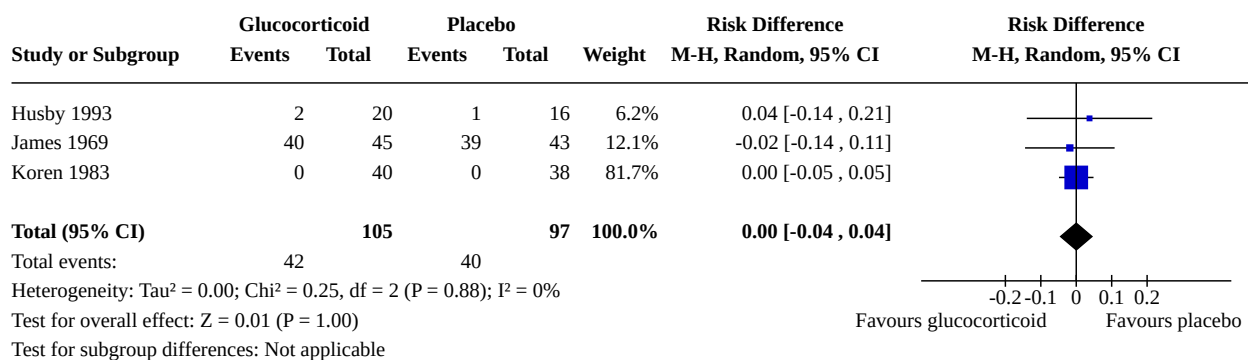 Glucocorticoid Placebo Risk Difference Risk Difference
Study or Subgroup Events Total Events Total Weight M-H, Random, 95% CI M-H, Random, 95% CI
Husby 1993 2 20 1 16 6.2% 0.04 [-0.14 , 0.21]
James 1969 40 45 39 43 12.1% -0.02 [-0.14 , 0.11]
Koren 1983 0 40 0 38 81.7% 0.00 [-0.05 , 0.05]
Total (95% CI) 105 97 100.0% 0.00 [-0.04 , 0.04]
Total events: 42 40
Heterogeneity: Tau² = 0.00; Chi² = 0.25, df = 2 (P = 0.88); I² = 0%
-0.2 -0.1 0 0.1 0.2
Test for overall effect: Z = 0.01 (P = 1.00) Favours glucocorticoid Favours placebo
Test for subgroup differences: Not applicable